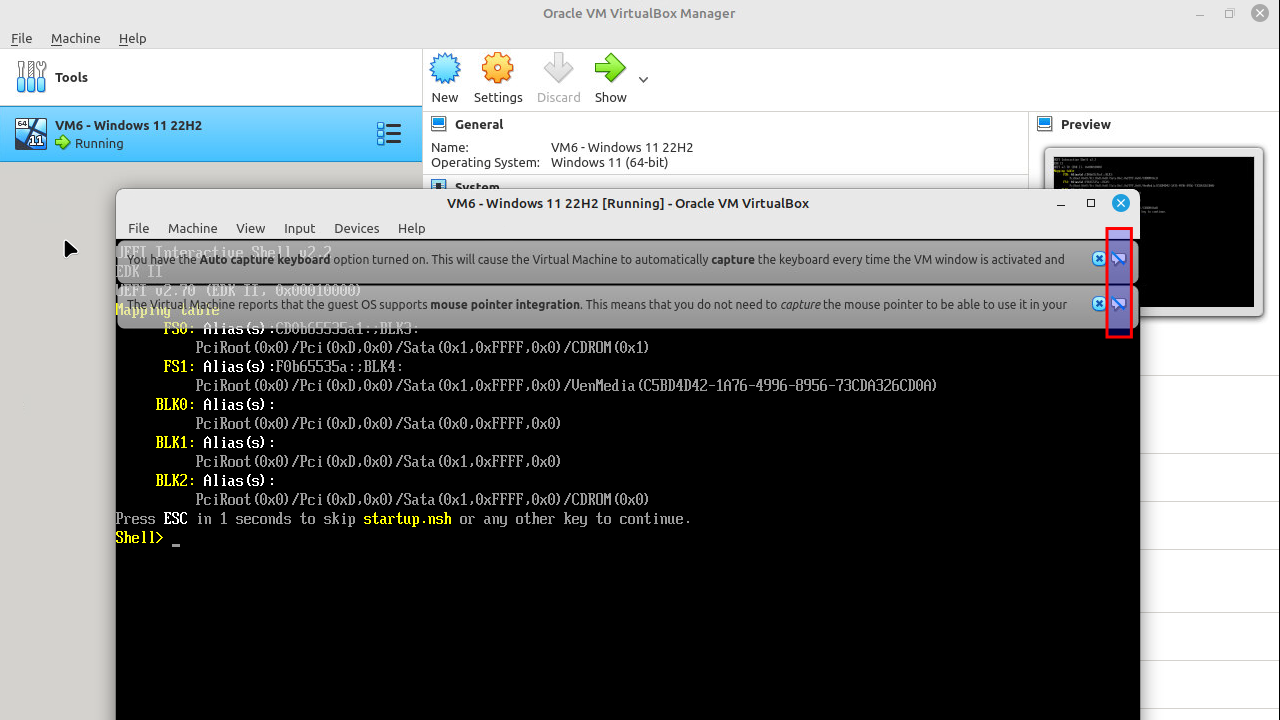 Oracle VM VirtualBox Manager
File Machine Help
Tools
New Settings Discard Show
64 11 VM6 - Windows 11 22H2
Running
General
Name: VM6 - Windows 11 22H2
Operating System: Windows 11 (64-bit)
System
Preview
VM6 - Windows 11 22H2 [Running] - Oracle VM VirtualBox
File Machine View Input Devices Help
UEFI Interactive Shell v2.2
You have the Auto capture keyboard option turned on. This will cause the Virtual Machine to automatically capture the keyboard every time the VM window is activated and
EDK II
UEFI v2.70 (EDK II, 0x00010000)
The Virtual Machine reports that the guest OS supports mouse pointer integration. This means that you do not need to capture the mouse pointer to be able to use it in your
Mapping table
FS0: Alias(s):CD0b65535a1:;BLK3:
PciRoot(0x0)/Pci(0xD,0x0)/Sata(0x1,0xFFFF,0x0)/CDROM(0x1)
FS1: Alias(s):F0b65535a:;BLK4:
PciRoot(0x0)/Pci(0xD,0x0)/Sata(0x1,0xFFFF,0x0)/VenMedia(C5BD4D42-1A76-4996-8956-73CDA326CD0A)
BLK0: Alias(s):
PciRoot(0x0)/Pci(0xD,0x0)/Sata(0x0,0xFFFF,0x0)
BLK1: Alias(s):
PciRoot(0x0)/Pci(0xD,0x0)/Sata(0x1,0xFFFF,0x0)
BLK2: Alias(s):
PciRoot(0x0)/Pci(0xD,0x0)/Sata(0x1,0xFFFF,0x0)/CDROM(0x0)
Press ESC in 1 seconds to skip startup.nsh or any other key to continue.
Shell> _